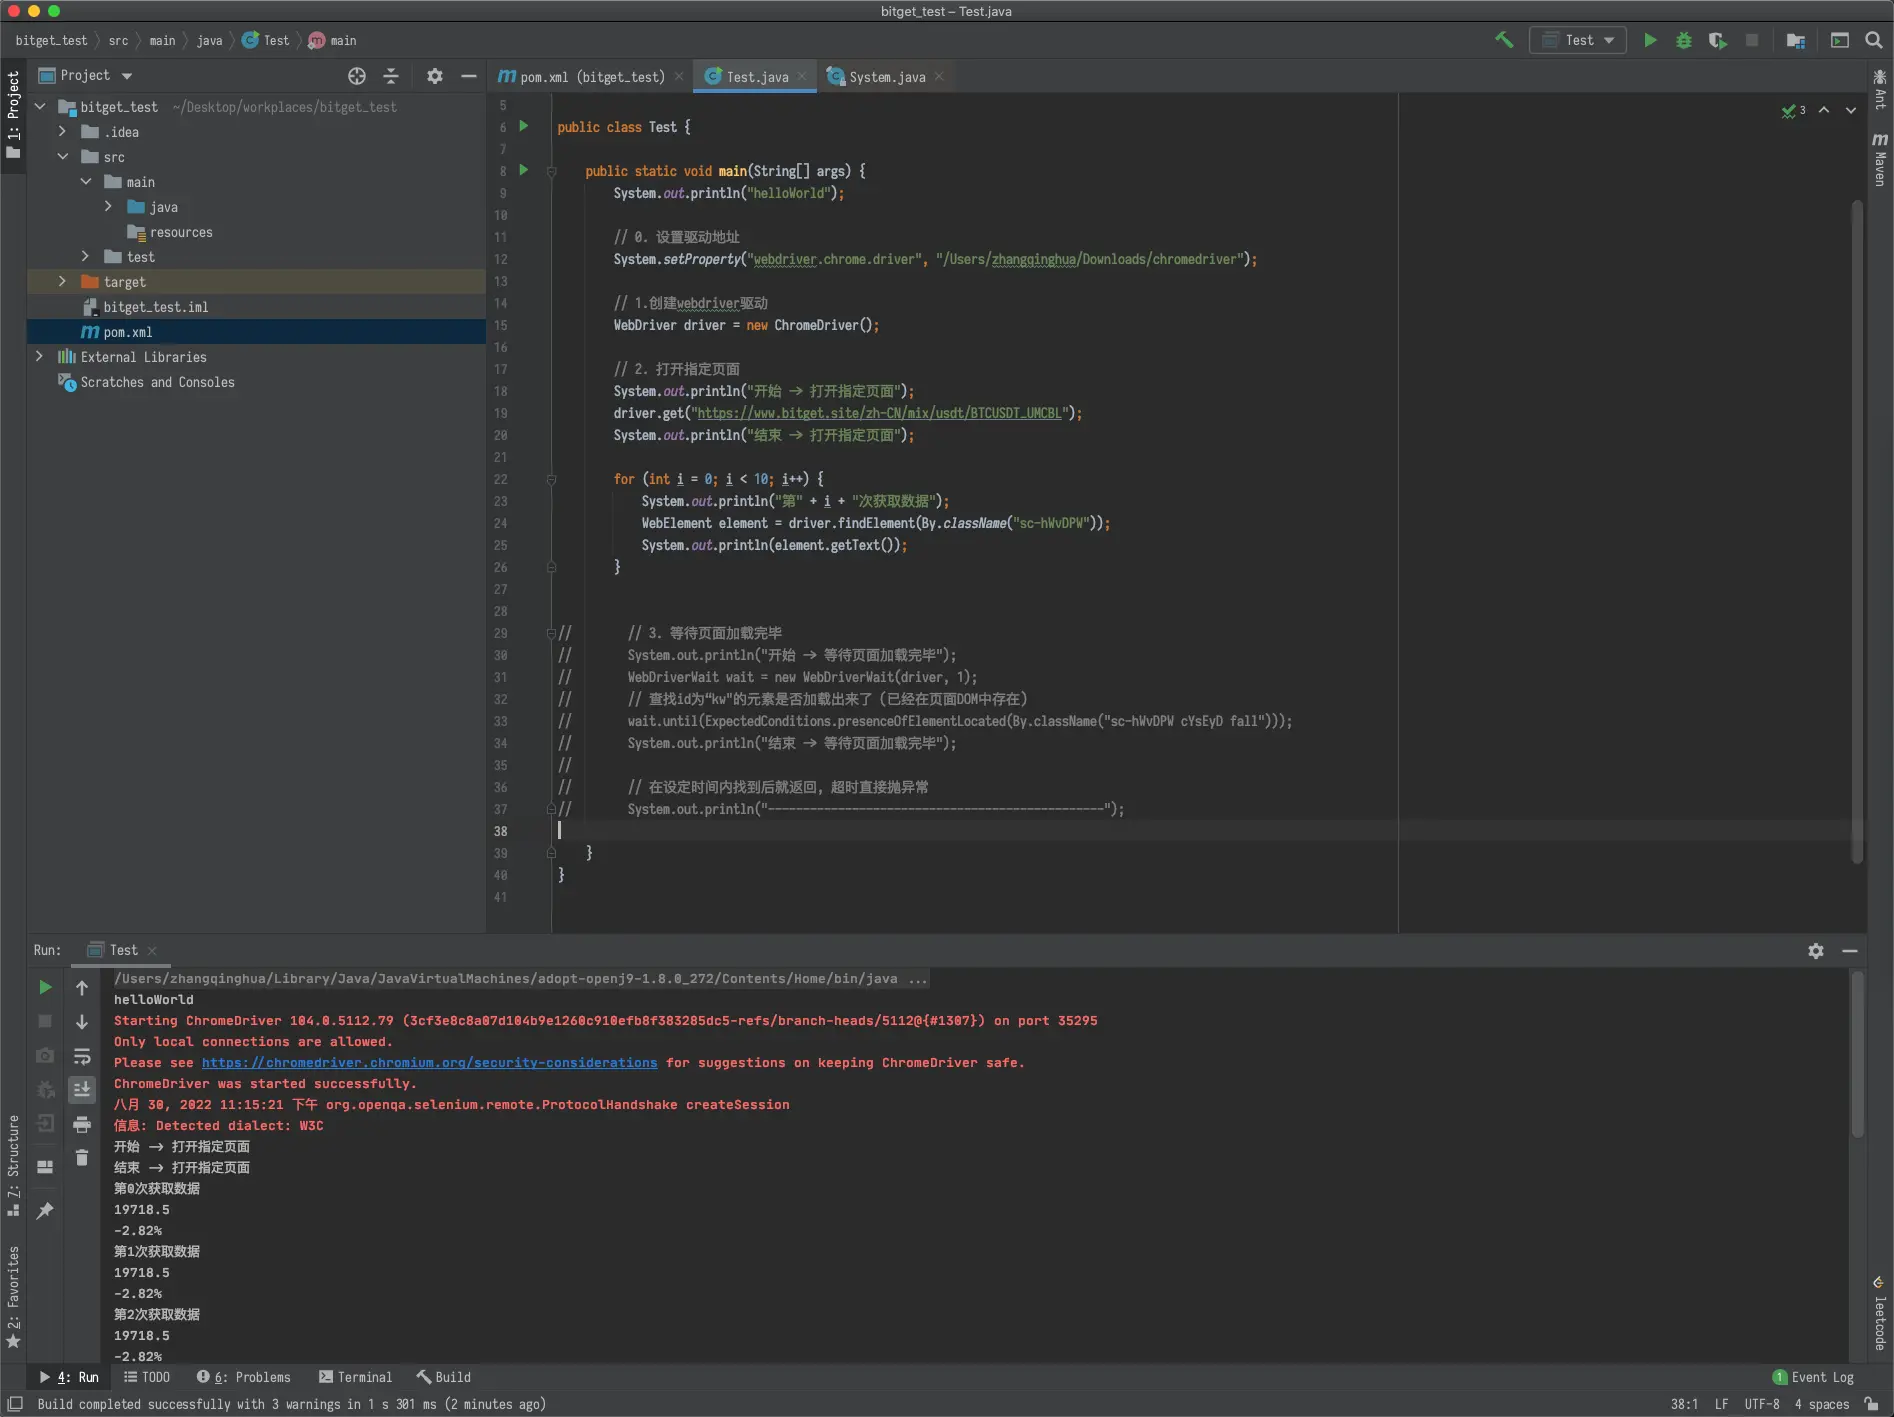 bitget_test – Test.java
bitget_test src main java Test main
Test
Project
pom.xml (bitget_test) Test.java System.java
1: Project
bitget_test ~/Desktop/workplaces/bitget_test
.idea
src
main
java
resources
test
target
bitget_test.iml
pom.xml
External Libraries
Scratches and Consoles
3
Ant
Maven
5
6 public class Test {
7
8 public static void main(String[] args) {
9 System.out.println("helloWorld");
10
11 // 0. 设置驱动地址
12 System.setProperty("webdriver.chrome.driver", "/Users/zhangqinghua/Downloads/chromedriver");
13
14 // 1.创建webdriver驱动
15 WebDriver driver = new ChromeDriver();
16
17 // 2. 打开指定页面
18 System.out.println("开始 -> 打开指定页面");
19 driver.get("https://www.bitget.site/zh-CN/mix/usdt/BTCUSDT_UMCBL");
20 System.out.println("结束 -> 打开指定页面");
21
22 for (int i = 0; i < 10; i++) {
23 System.out.println("第" + i + "次获取数据");
24 WebElement element = driver.findElement(By.className("sc-hWvDPW"));
25 System.out.println(element.getText());
26 }
27
28
29 // // 3. 等待页面加载完毕
30 // System.out.println("开始 -> 等待页面加载完毕");
31 // WebDriverWait wait = new WebDriverWait(driver, 1);
32 // // 查找id为“kw"的元素是否加载出来了（已经在页面DOM中存在）
33 // wait.until(ExpectedConditions.presenceOfElementLocated(By.className("sc-hWvDPW cYsEyD fall")));
34 // System.out.println("结束 -> 等待页面加载完毕");
35 //
36 // // 在设定时间内找到后就返回，超时直接抛异常
37 // System.out.println("------------------------------------------------");
38
39 }
40 }
41
Run: Test
/Users/zhangqinghua/Library/Java/JavaVirtualMachines/adopt-openj9-1.8.0_272/Contents/Home/bin/java ...
helloWorld
Starting ChromeDriver 104.0.5112.79 (3cf3e8c8a07d104b9e1260c910efb8f383285dc5-refs/branch-heads/5112@{#1307}) on port 35295
Only local connections are allowed.
Please see https://chromedriver.chromium.org/security-considerations for suggestions on keeping ChromeDriver safe.
ChromeDriver was started successfully.
八月 30, 2022 11:15:21 下午 org.openqa.selenium.remote.ProtocolHandshake createSession
信息: Detected dialect: W3C
开始 -> 打开指定页面
结束 -> 打开指定页面
第0次获取数据
19718.5
-2.82%
第1次获取数据
19718.5
-2.82%
第2次获取数据
19718.5
-2.82%
7: Structure
2: Favorites
leetcode
4: Run TODO 6: Problems Terminal Build 1 Event Log
Build completed successfully with 3 warnings in 1 s 301 ms (2 minutes ago) 38:1 LF UTF-8 4 spaces